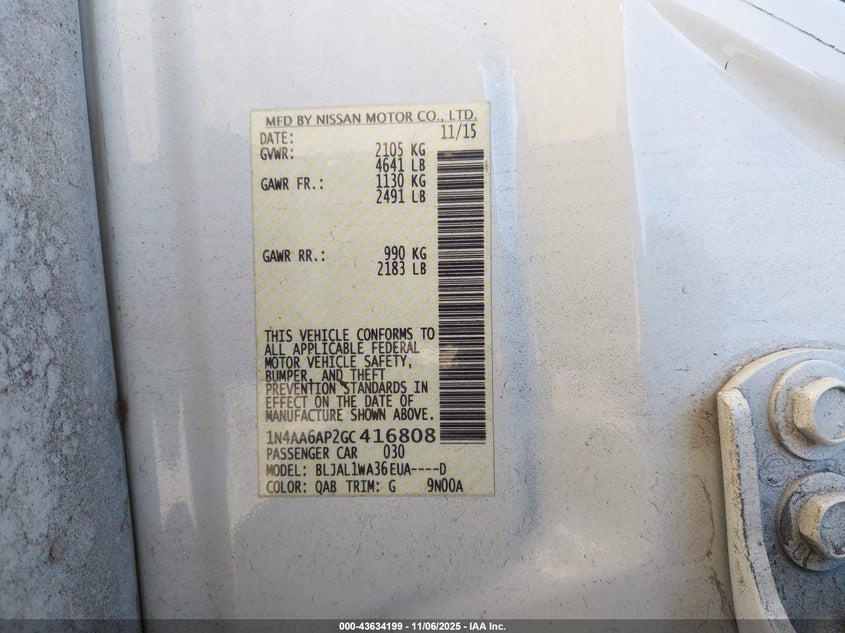 MFD BY NISSAN MOTOR CO., LTD.
DATE: 11/15
GVWR: 2105 KG
4641 LB
GAWR FR.: 1130 KG
2491 LB
GAWR RR.: 990 KG
2183 LB
THIS VEHICLE CONFORMS TO
ALL APPLICABLE FEDERAL
MOTOR VEHICLE SAFETY,
BUMPER, AND THEFT
PREVENTION STANDARDS IN
EFFECT ON THE DATE OF
MANUFACTURE SHOWN ABOVE.
1N4AA6AP2GC416808
PASSENGER CAR 030
MODEL: BLJAL1WA36EUA----D
COLOR: QAB TRIM: G 9N00A
000-43634199 - 11/06/2025 - IAA Inc.